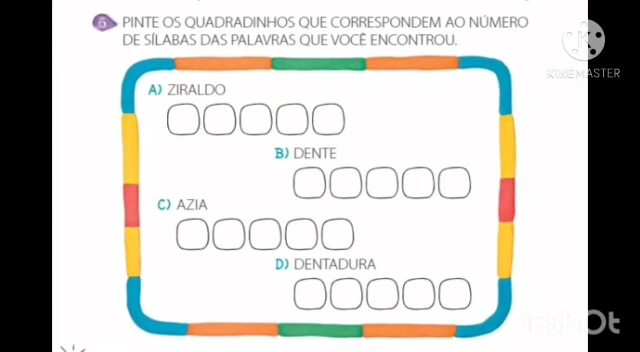 6 PINTE OS QUADRADINHOS QUE CORRESPONDEM AO NÚMERO
DE SÍLABAS DAS PALAVRAS QUE VOCÊ ENCONTROU.
KINEMASTER
A) ZIRALDO
B) DENTE
C) AZIA
D) DENTADURA
InShOt